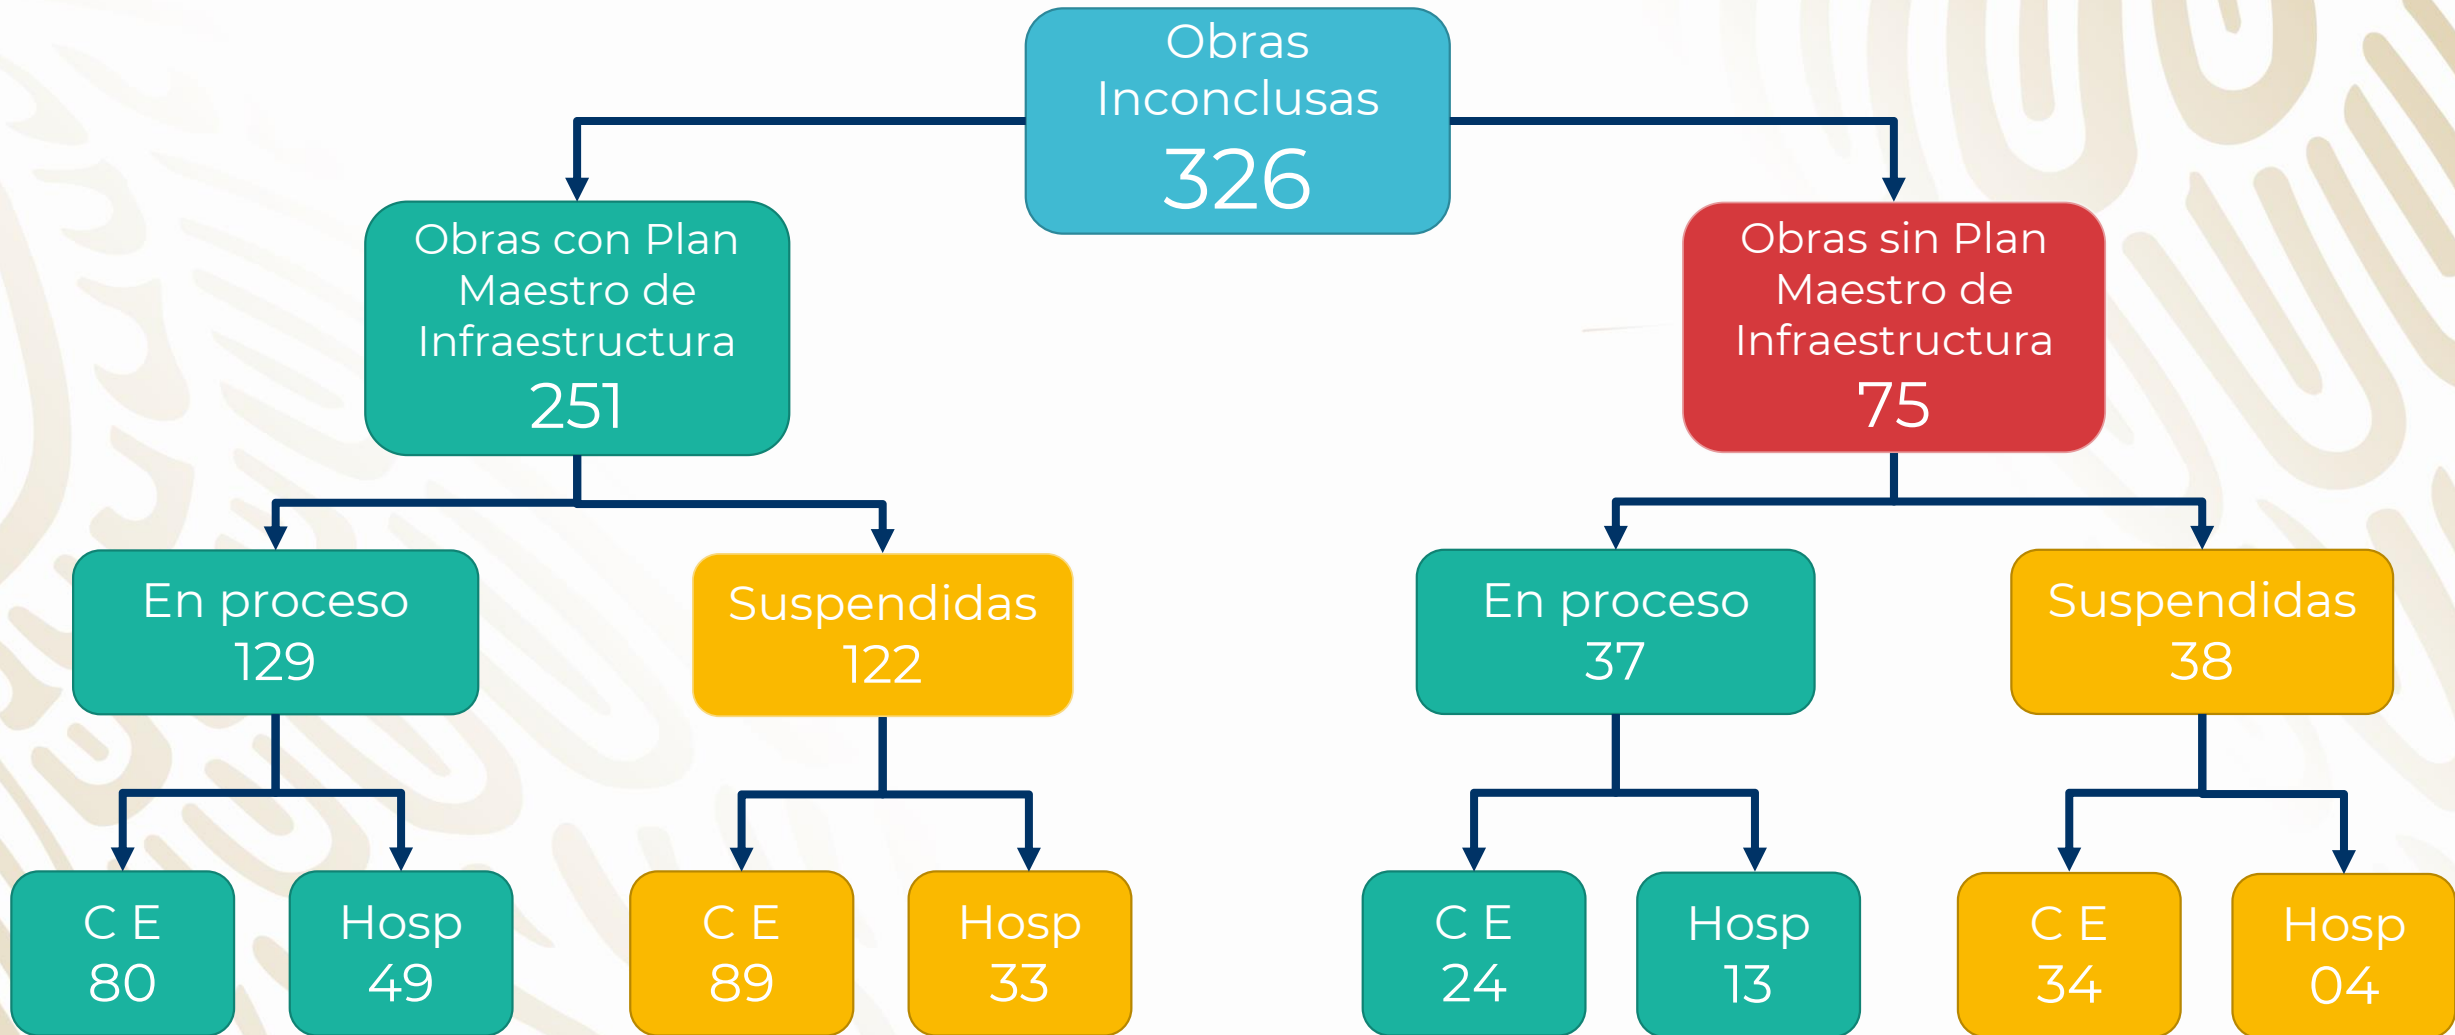 Obras
Inconclusas
326
Obras con Plan
Maestro de
Infraestructura
251
Obras sin Plan
Maestro de
Infraestructura
75
En proceso
129
Suspendidas
122
En proceso
37
Suspendidas
38
C E
80
Hosp
49
C E
89
Hosp
33
C E
24
Hosp
13
C E
34
Hosp
04